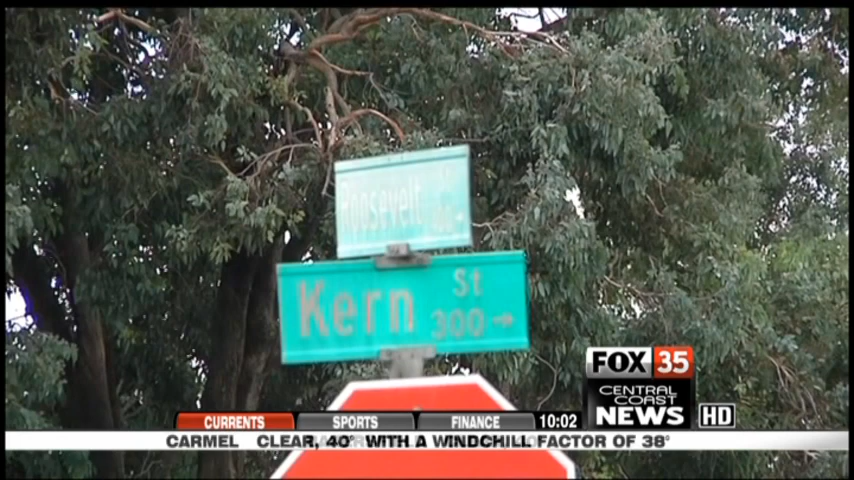 Roosevelt
Kern St
300 →
FOX 35
CENTRAL
COAST
NEWS HD
CURRENTS SPORTS FINANCE 10:02
CARMEL CLEAR, 40° WITH A WINDCHILL FACTOR OF 38°